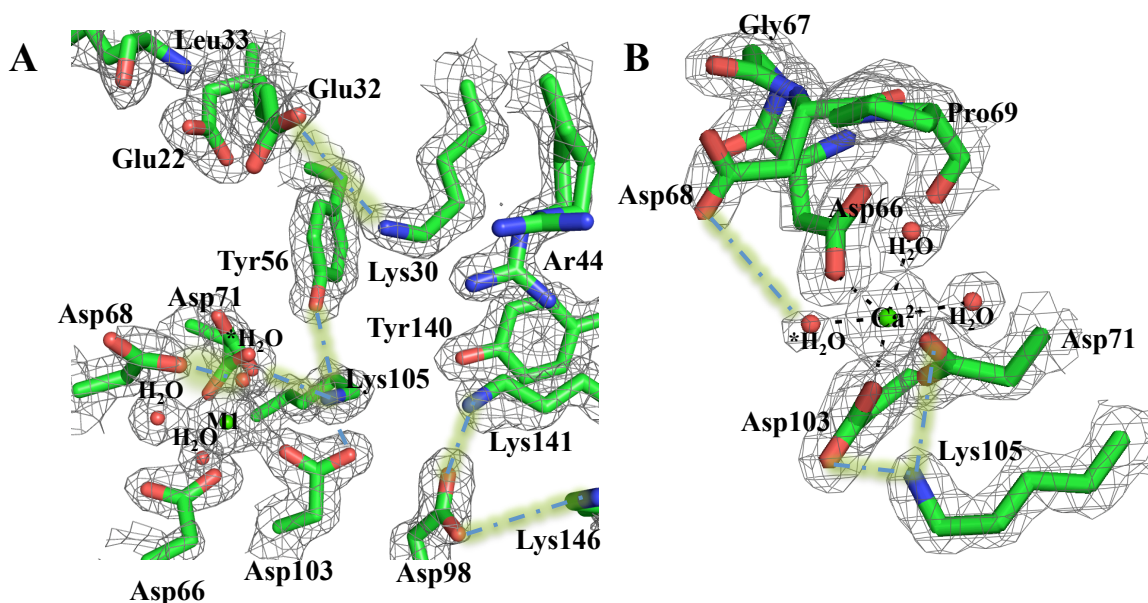 A
Leu33
Glu32
Glu22
Tyr56
Lys30
Ar44
Asp71
Asp68
*H₂O
Tyr140
H₂O
Lys105
M1
H₂O
Lys141
Lys146
Asp66
Asp103
Asp98
B
Gly67
Pro69
Asp68
Asp66
H₂O
Ca²⁺
H₂O
*H₂O
Asp71
Asp103
Lys105